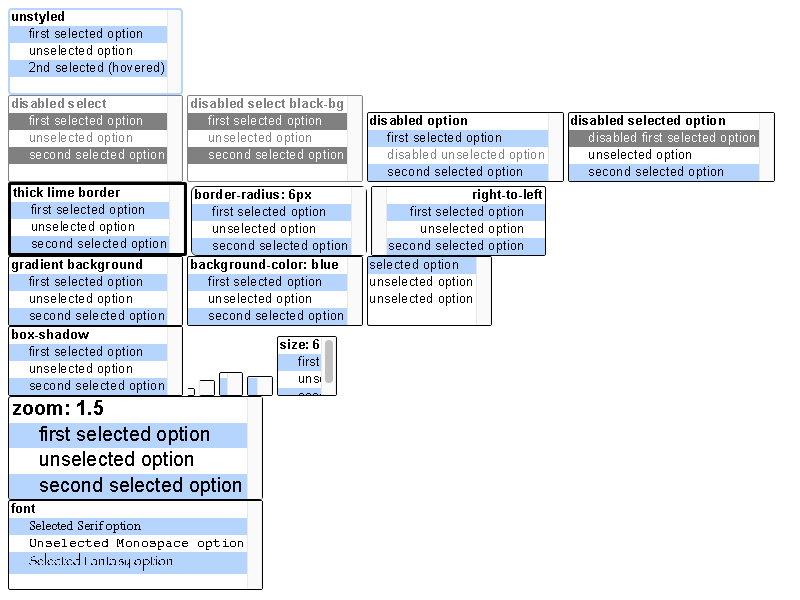 unstyled
first selected option
unselected option
2nd selected (hovered)
disabled select
first selected option
unselected option
second selected option
disabled select black-bg
first selected option
unselected option
second selected option
disabled option
first selected option
disabled unselected option
second selected option
disabled selected option
disabled first selected option
unselected option
second selected option
thick lime border
first selected option
unselected option
second selected option
border-radius: 6px
first selected option
unselected option
second selected option
right-to-left
first selected option
unselected option
second selected option
gradient background
first selected option
unselected option
second selected option
background-color: blue
first selected option
unselected option
second selected option
selected option
unselected option
unselected option
box-shadow
first selected option
unselected option
second selected option
size: 6
first
uns
zoom: 1.5
first selected option
unselected option
second selected option
font
Selected Serif option
Unselected Monospace option
Selected Fantasy option